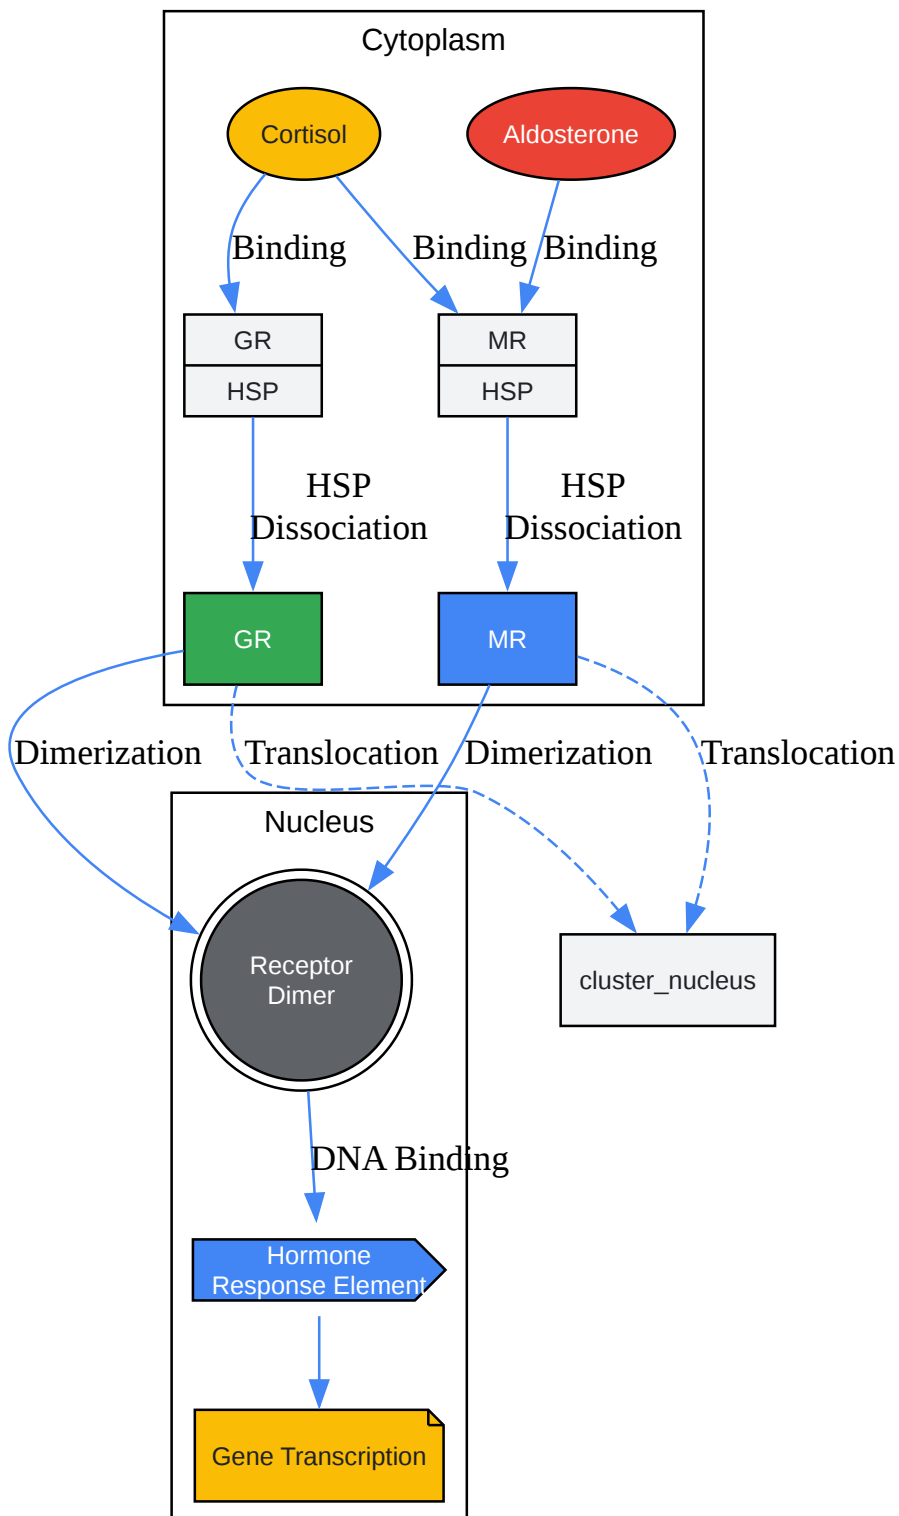 Cytoplasm
Cortisol
Aldosterone
Binding
Binding
Binding
GR
HSP
MR
HSP
HSP
Dissociation
HSP
Dissociation
GR
MR
Dimerization
Translocation
Dimerization
Translocation
Nucleus
Receptor
Dimer
cluster_nucleus
DNA Binding
Hormone
Response Element
Gene Transcription